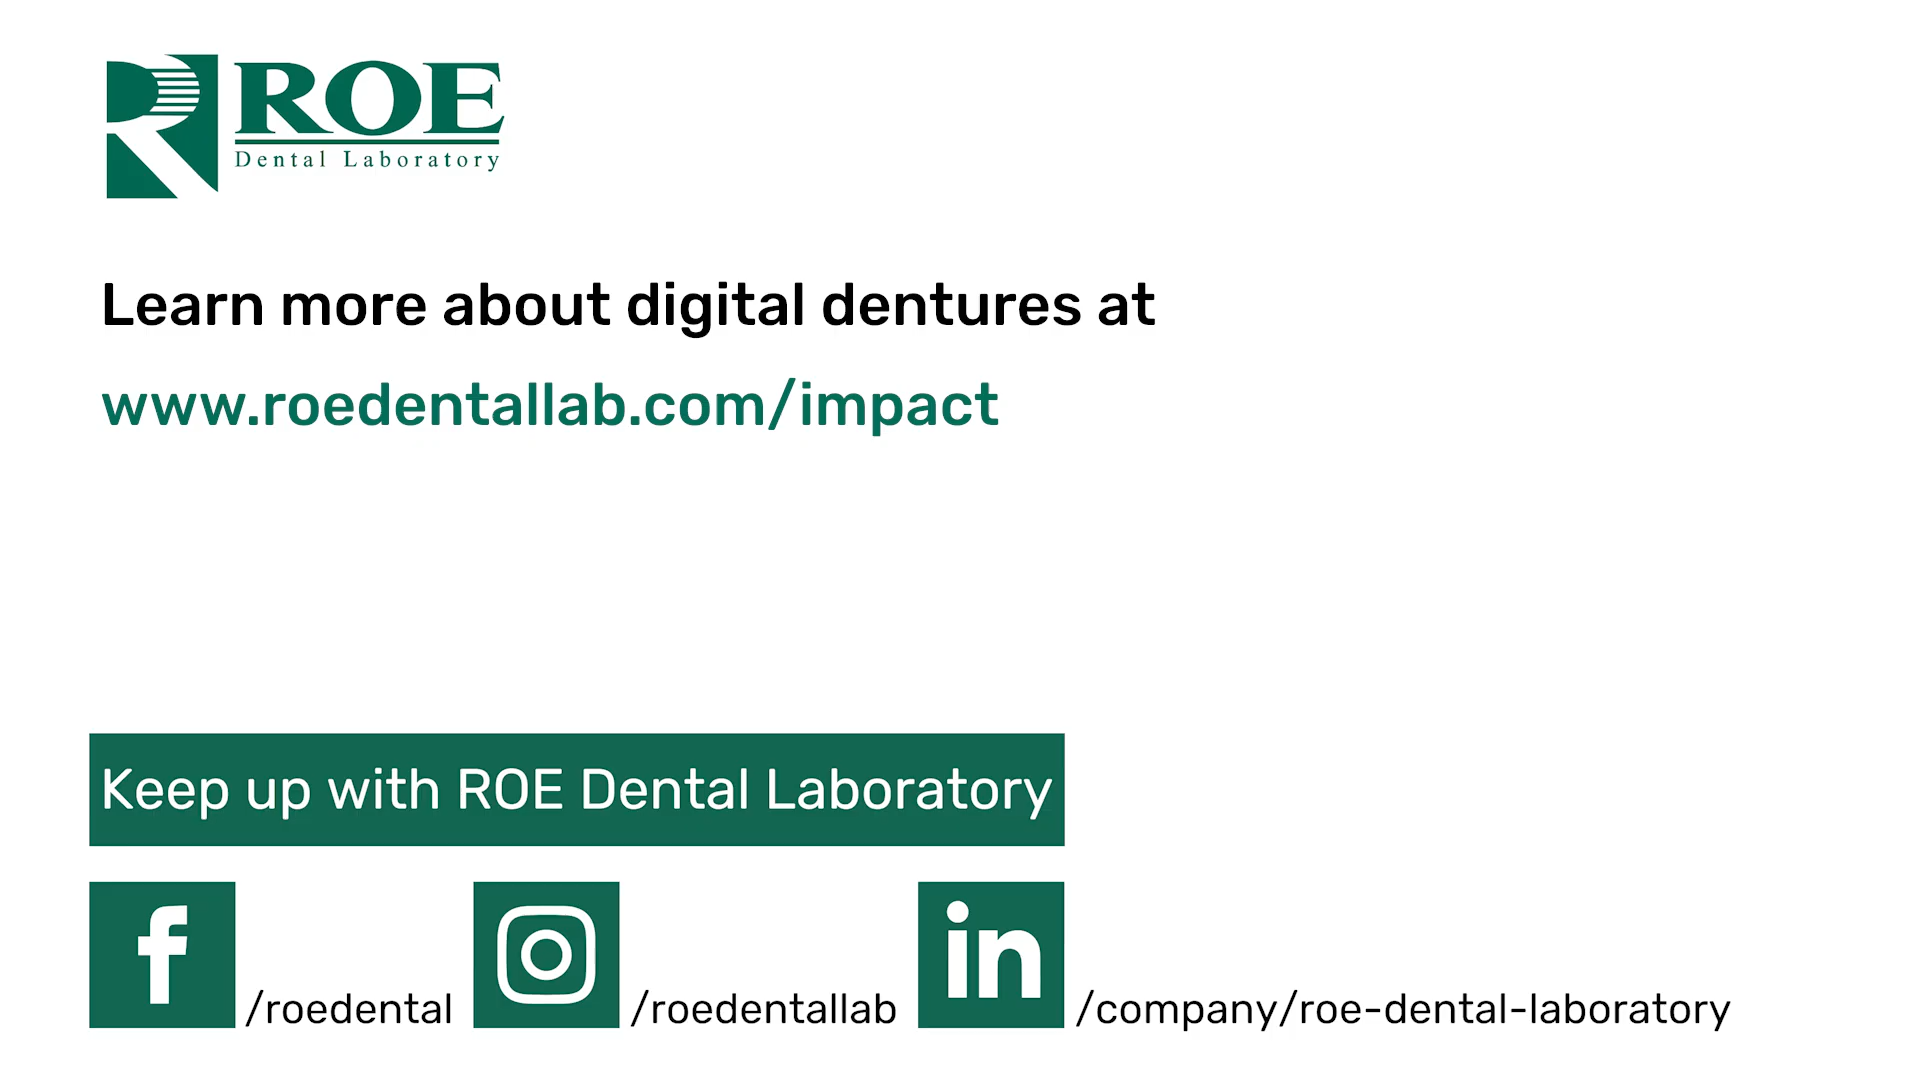 ROE
Dental Laboratory
Learn more about digital dentures at
www.roedentallab.com/impact
Keep up with ROE Dental Laboratory
/roedental /roedentallab /company/roe-dental-laboratory